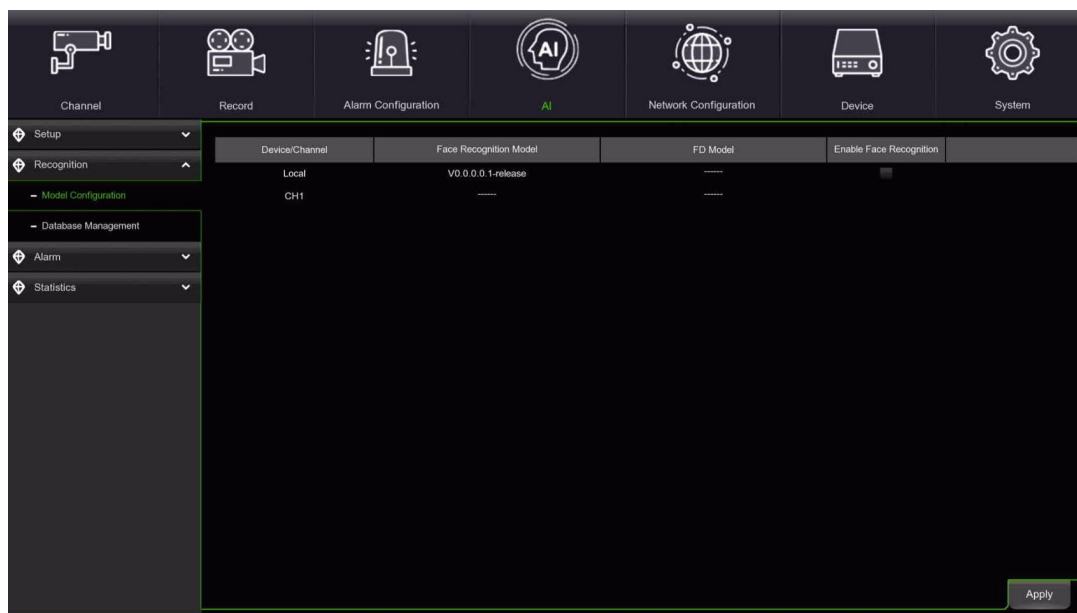 AI
Channel Record Alarm Configuration AI Network Configuration Device System
Setup
Recognition
Model Configuration
Database Management
Alarm
Statistics
Device/Channel Face Recognition Model FD Model Enable Face Recognition
Local V0.0.0.0.1-release ------
CH1 ------ ------
Apply